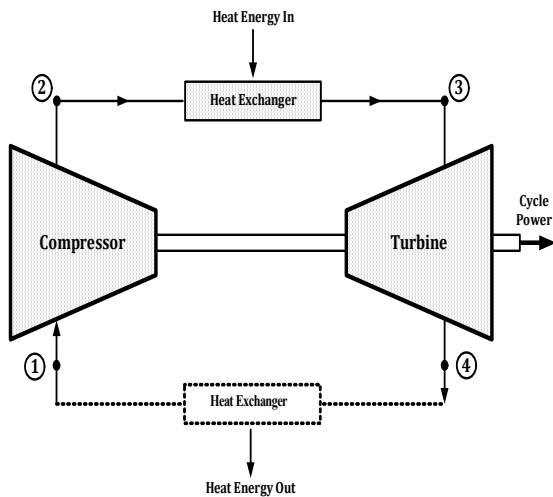 Heat Energy In
2
Heat Exchanger
3
Compressor
Turbine
Cycle
Power
1
4
Heat Exchanger
Heat Energy Out